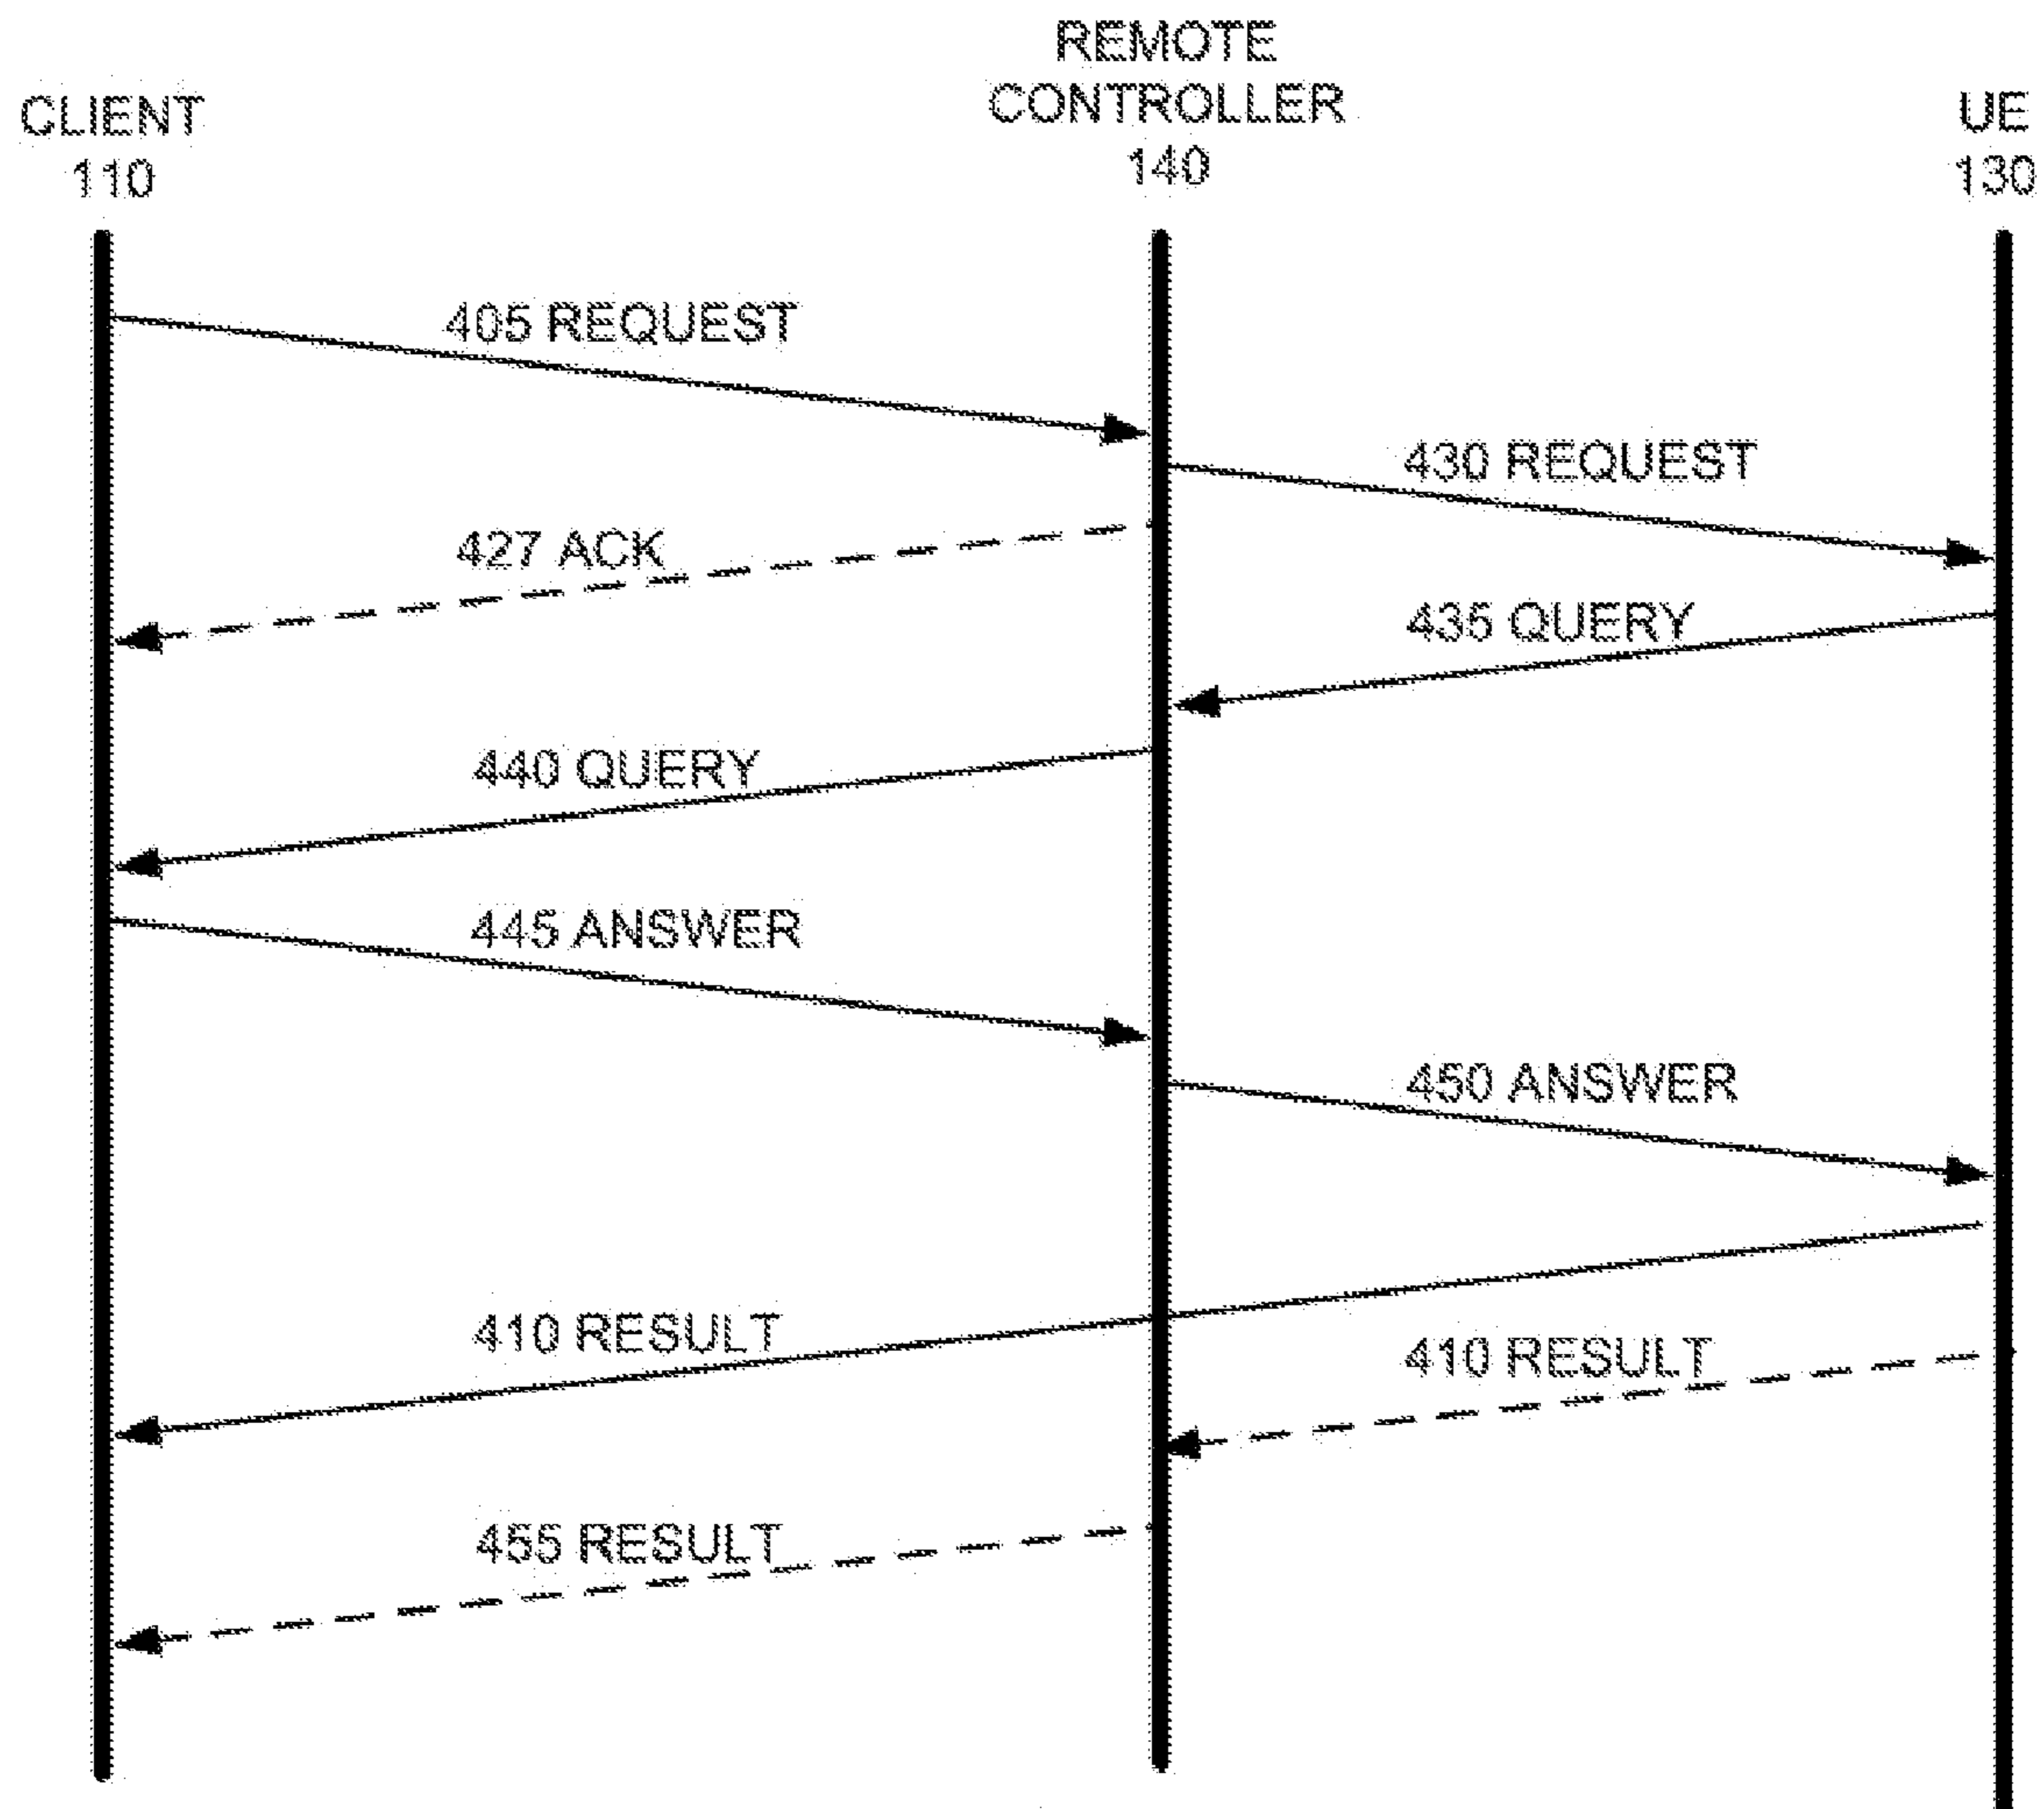 REMOTE
CONTROLLER
140
CLIENT
110
UE
130
405 REQUEST
430 REQUEST
427 ACK
435 QUERY
440 QUERY
445 ANSWER
450 ANSWER
410 RESULT
410 RESULT
455 RESULT